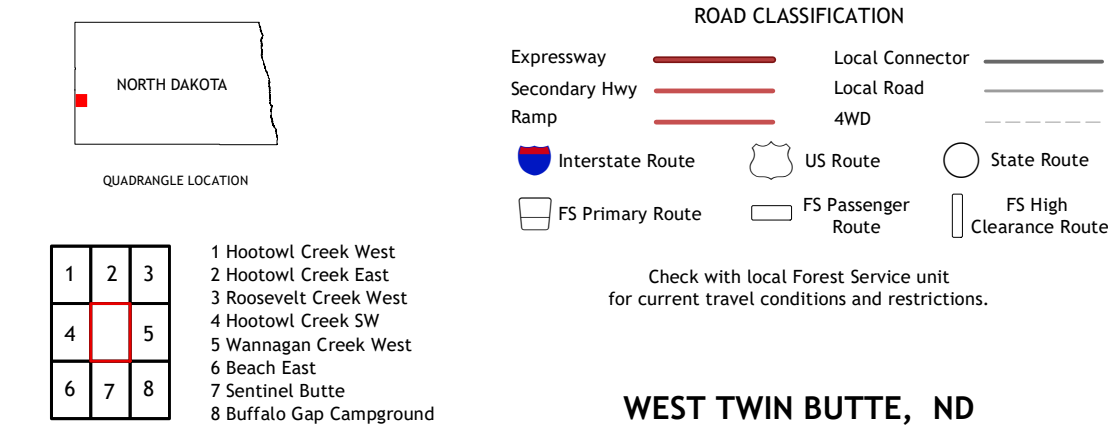 NORTH DAKOTA
QUADRANGLE LOCATION
1 2 3
4 5
6 7 8
1 Hootowl Creek West
2 Hootowl Creek East
3 Roosevelt Creek West
4 Hootowl Creek SW
5 Wannagan Creek West
6 Beach East
7 Sentinel Butte
8 Buffalo Gap Campground
ROAD CLASSIFICATION
Expressway
Local Connector
Secondary Hwy
Local Road
Ramp
4WD
Interstate Route
US Route
State Route
FS Primary Route
FS Passenger
Route
FS High
Clearance Route
Check with local Forest Service unit
for current travel conditions and restrictions.
WEST TWIN BUTTE, ND